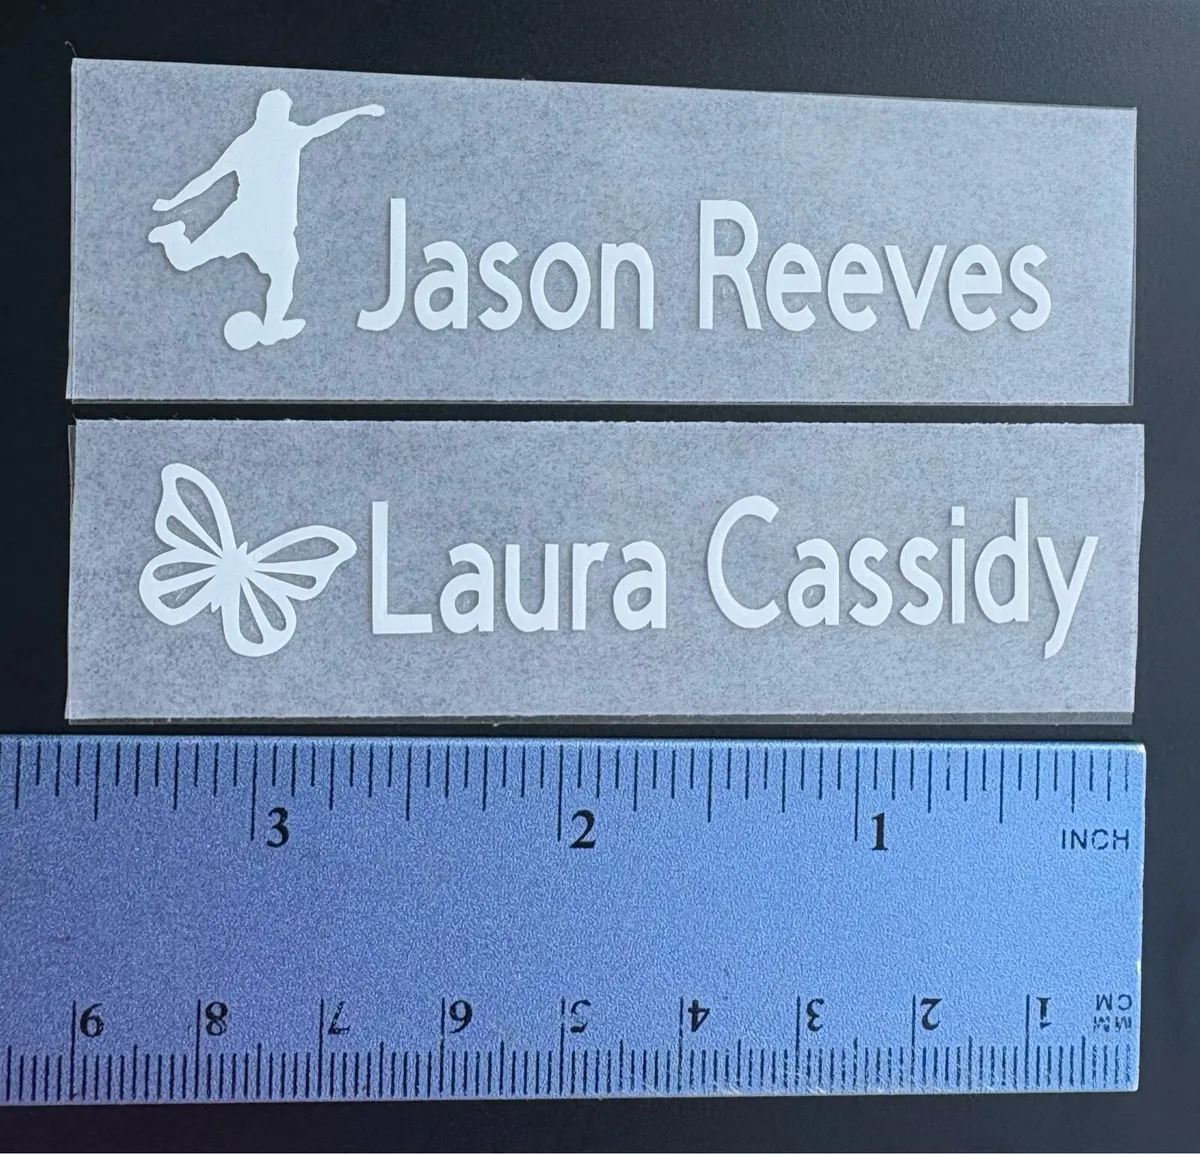 Jason Reeves
Laura Cassidy
3 2 1 INCH
9 8 7 6 5 4 3 2 1 MM CM